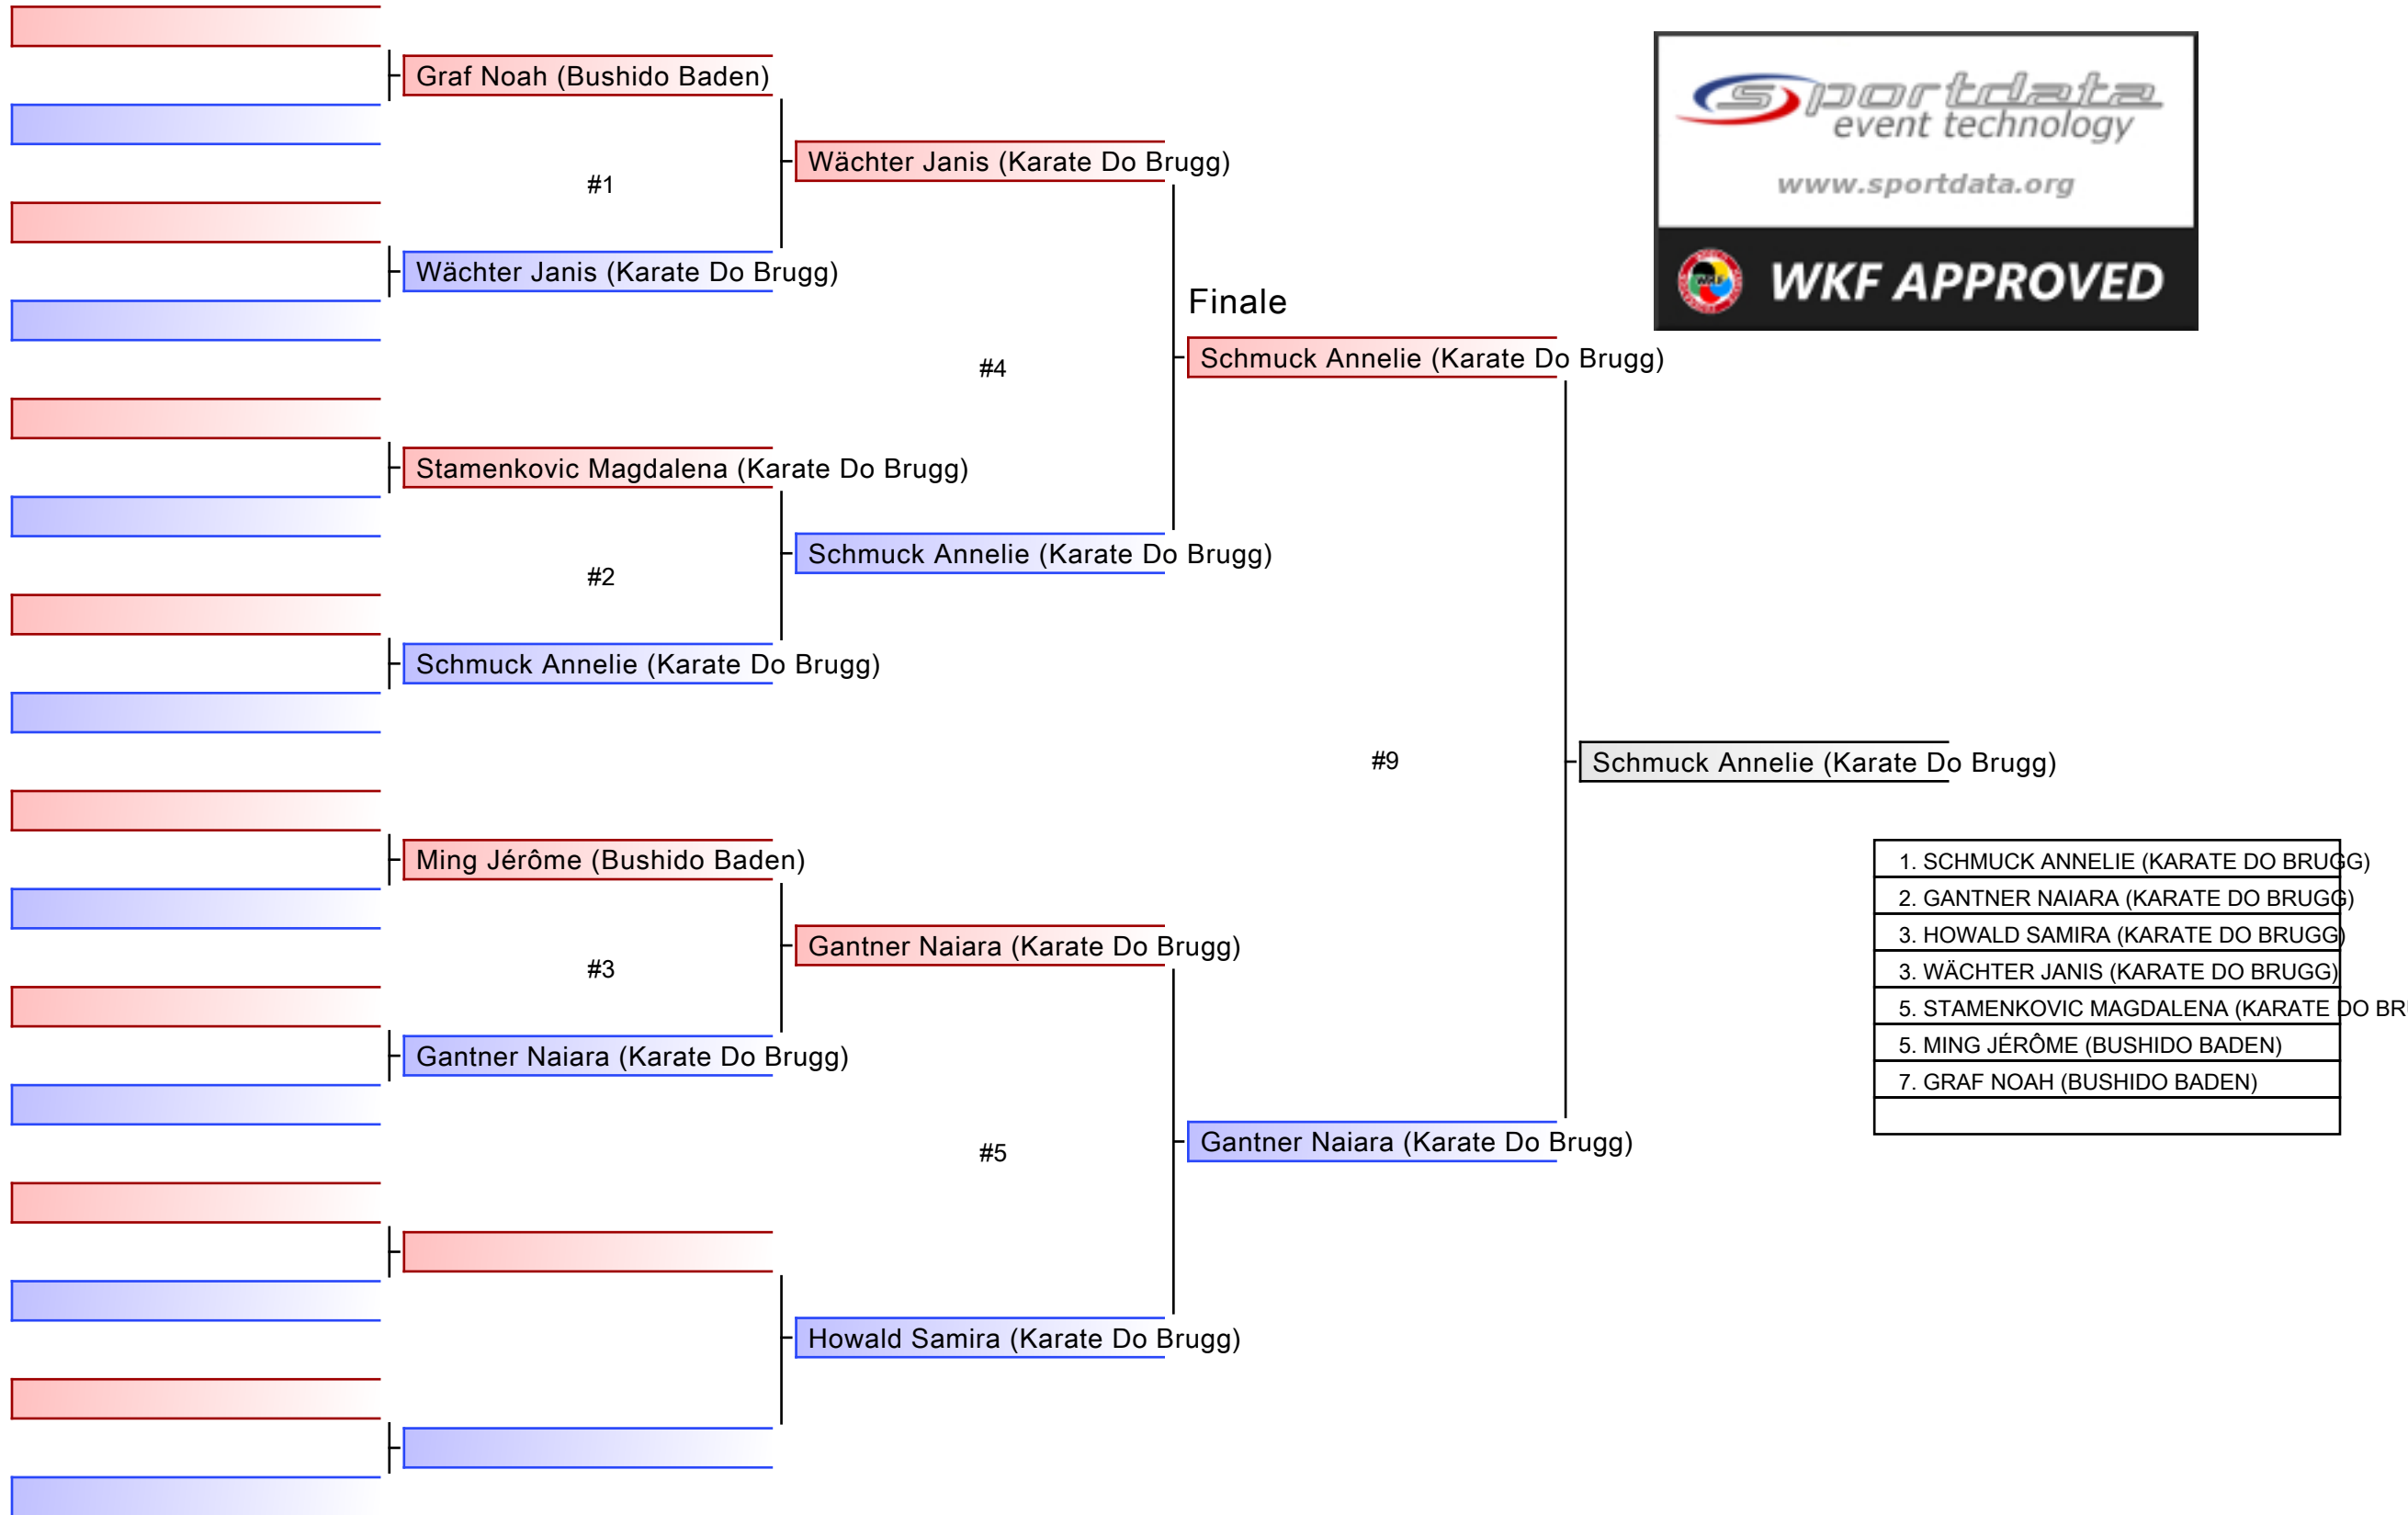 Graf Noah (Bushido Baden)
#1
Wächter Janis (Karate Do Brugg)
Stamenkovic Magdalena (Karate Do Brugg)
#2
Schmuck Annelie (Karate Do Brugg)
Ming Jérôme (Bushido Baden)
#3
Gantner Naiara (Karate Do Brugg)
Wächter Janis (Karate Do Brugg)
#4
Schmuck Annelie (Karate Do Brugg)
Gantner Naiara (Karate Do Brugg)
#5
Howald Samira (Karate Do Brugg)
Finale
Schmuck Annelie (Karate Do Brugg)
#9
Gantner Naiara (Karate Do Brugg)
Schmuck Annelie (Karate Do Brugg)
sportdata
event technology
www.sportdata.org
WKF
WKF APPROVED
1. SCHMUCK ANNELIE (KARATE DO BRUGG)
2. GANTNER NAIARA (KARATE DO BRUGG)
3. HOWALD SAMIRA (KARATE DO BRUGG)
3. WÄCHTER JANIS (KARATE DO BRUGG)
5. STAMENKOVIC MAGDALENA (KARATE DO BR
5. MING JÉRÔME (BUSHIDO BADEN)
7. GRAF NOAH (BUSHIDO BADEN)